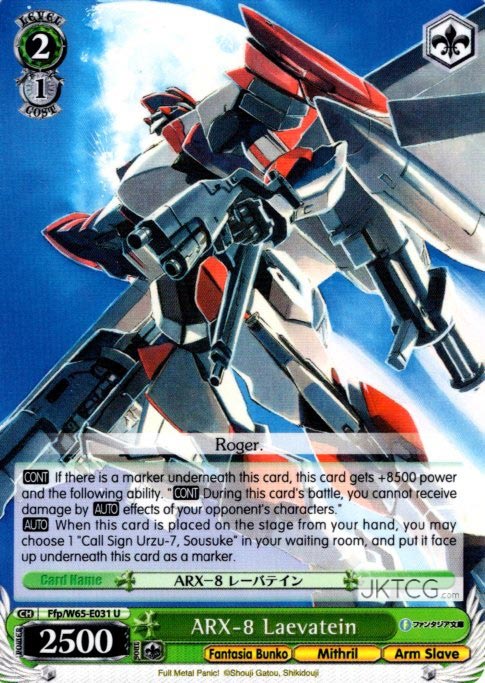 LEVEL
2
1
COST
Roger.
CONT If there is a marker underneath this card, this card gets +8500 power
and the following ability. "CONT During this card's battle, you cannot receive
damage by AUTO effects of your opponent's characters."
AUTO When this card is placed on the stage from your hand, you may
choose 1 "Call Sign Urzu-7, Sousuke" in your waiting room, and put it face
up underneath this card as a marker.
Card Name ARX-8 レーバテイン
JKTCG.com
CH Ffp/W65-E031 U
POWER 2500 SOUL ARX-8 Laevatein ファンタジア文庫
Fantasia Bunko Mithril Arm Slave
Full Metal Panic! ©Shouji Gatou, Shikidouji